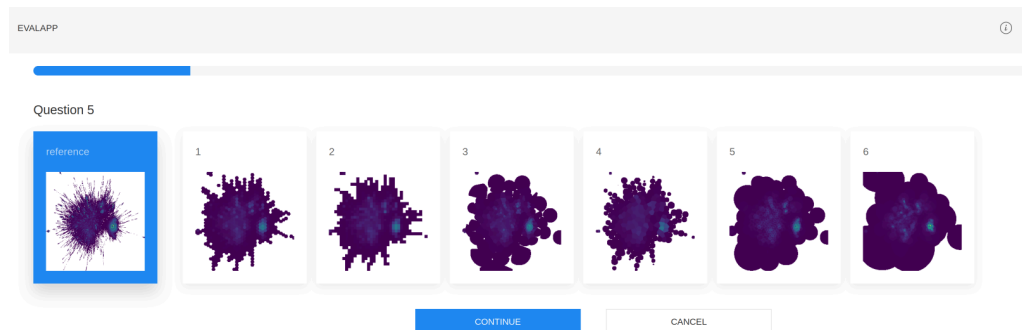 EVALAPP
Question 5
reference
1
2
3
4
5
6
CONTINUE
CANCEL